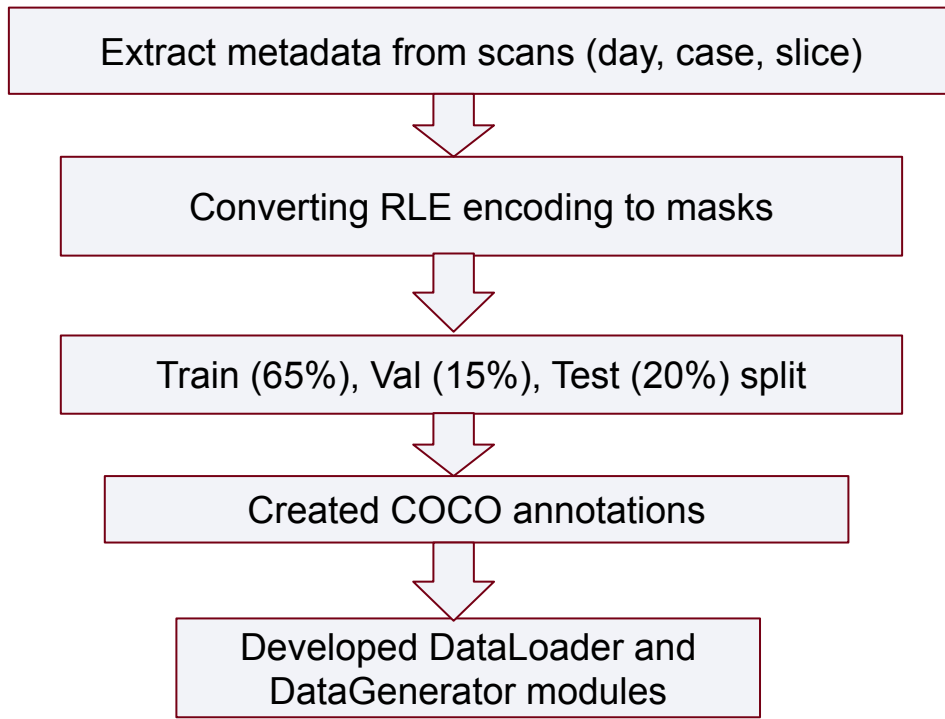 Extract metadata from scans (day, case, slice)
Converting RLE encoding to masks
Train (65%), Val (15%), Test (20%) split
Created COCO annotations
Developed DataLoader and
DataGenerator modules